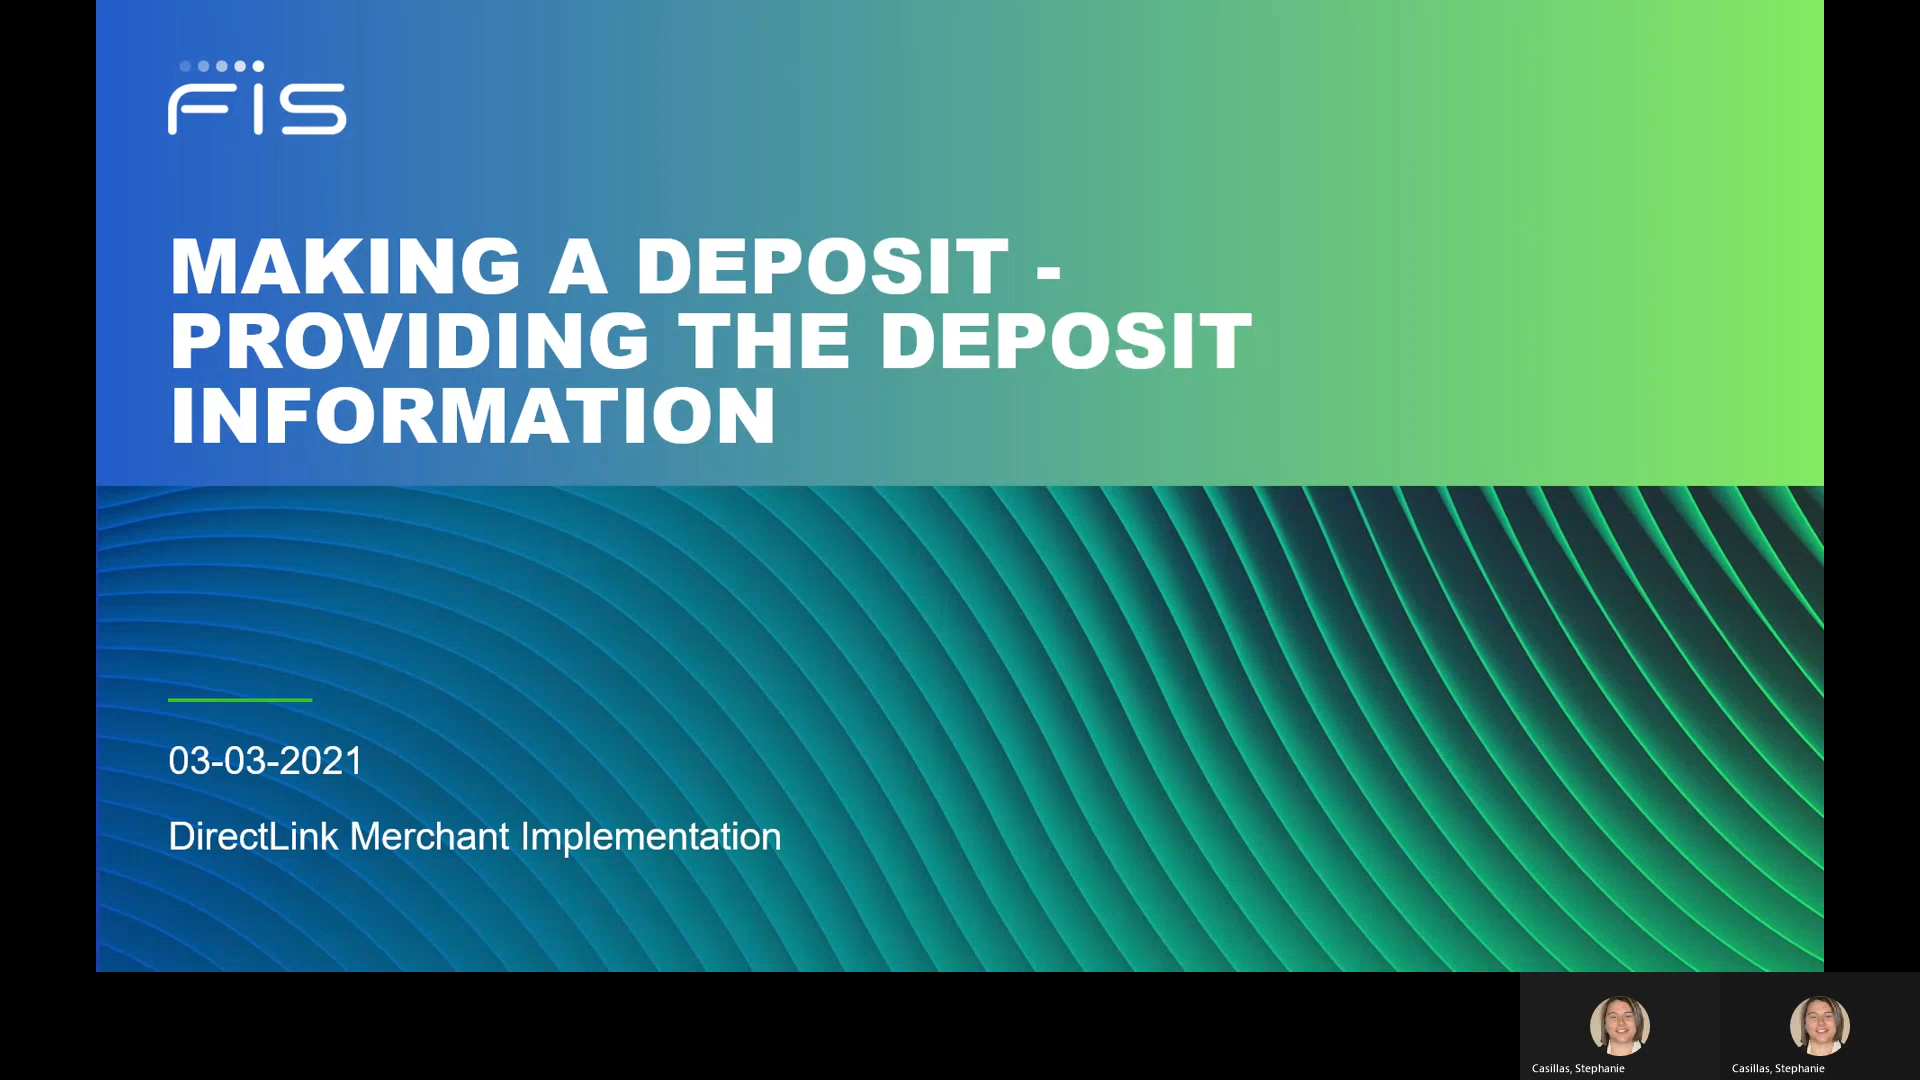 FIS
MAKING A DEPOSIT -
PROVIDING THE DEPOSIT
INFORMATION
03-03-2021
DirectLink Merchant Implementation
Casillas, Stephanie
Casillas, Stephanie